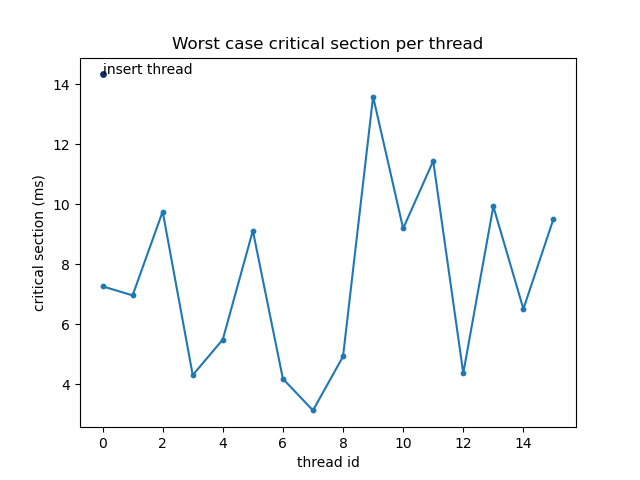 Worst case critical section per thread
insert thread
14
12
10
8
6
4
critical section (ms)
0 2 4 6 8 10 12 14
thread id